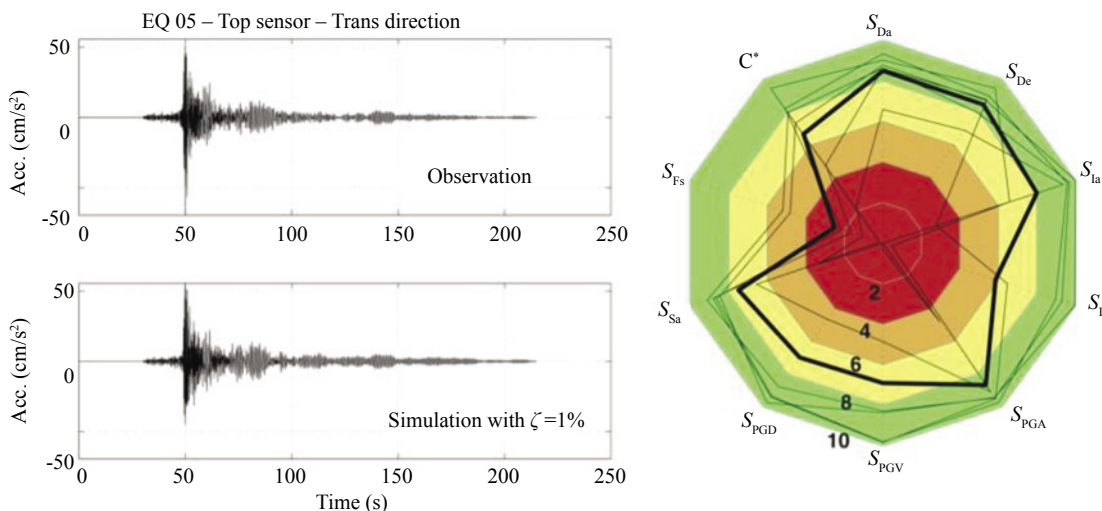 EQ 05 – Top sensor – Trans direction
50
0
-50
Acc. (cm/s²)
Observation
0 50 100 150 200 250
50
0
-50
Acc. (cm/s²)
Simulation with ζ =1%
0 50 100 150 200 250
Time (s)
S_Da
S_De
S_Ia
S_I
S_PGA
S_PGV
S_PGD
S_Sa
S_Fs
C*
2
4
6
8
10